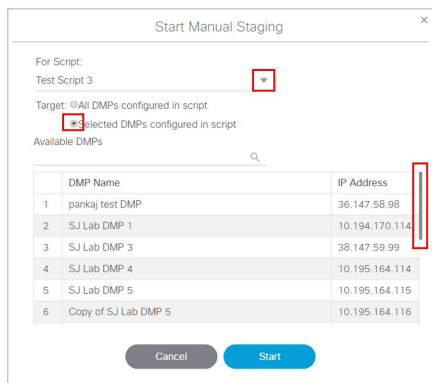 Start Manual Staging
×
For Script:
Test Script 3
Target: All DMPs configured in script
Selected DMPs configured in script
Available DMPs
DMP Name IP Address
1 pankaj test DMP 36.147.58.98
2 SJ Lab DMP 1 10.194.170.114
3 SJ Lab DMP 3 38.147.59.99
4 SJ Lab DMP 4 10.195.164.114
5 SJ Lab DMP 5 10.195.164.115
6 Copy of SJ Lab DMP 5 10.195.164.116
Cancel Start